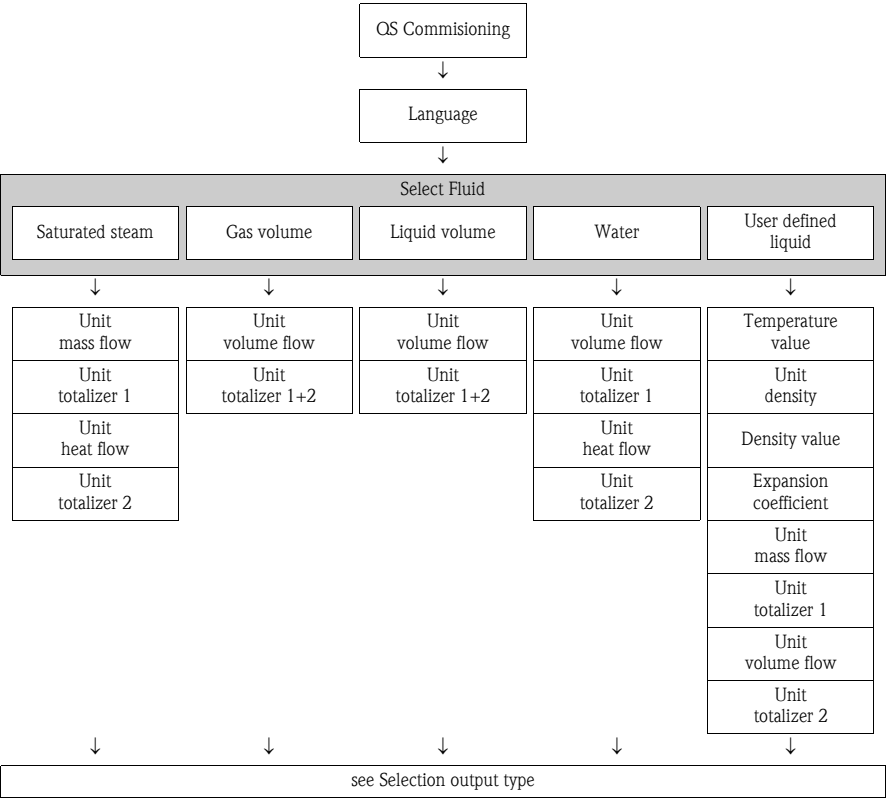 QS Commisioning
↓
Language
↓
Select Fluid
Saturated steam
Gas volume
Liquid volume
Water
User defined
liquid
↓ ↓ ↓ ↓ ↓
Unit
mass flow
Unit
totalizer 1
Unit
heat flow
Unit
totalizer 2
Unit
volume flow
Unit
totalizer 1+2
Unit
volume flow
Unit
totalizer 1+2
Unit
volume flow
Unit
totalizer 1
Unit
heat flow
Unit
totalizer 2
Temperature
value
Unit
density
Density value
Expansion
coefficient
Unit
mass flow
Unit
totalizer 1
Unit
volume flow
Unit
totalizer 2
↓ ↓ ↓ ↓ ↓
see Selection output type